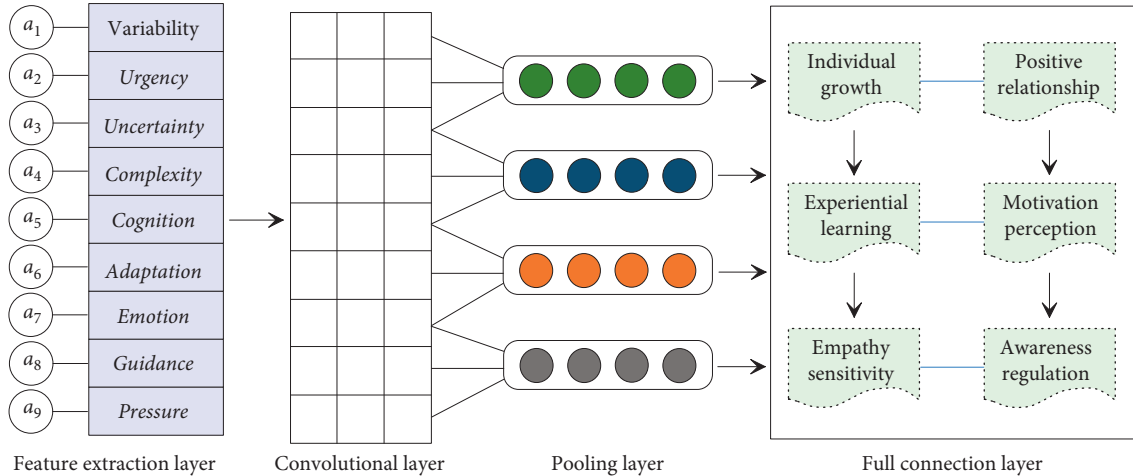 a1 Variability
a2 Urgency
a3 Uncertainty
a4 Complexity
a5 Cognition
a6 Adaptation
a7 Emotion
a8 Guidance
a9 Pressure
Individual
growth
Positive
relationship
Experiential
learning
Motivation
perception
Empathy
sensitivity
Awareness
regulation
Feature extraction layer
Convolutional layer
Pooling layer
Full connection layer